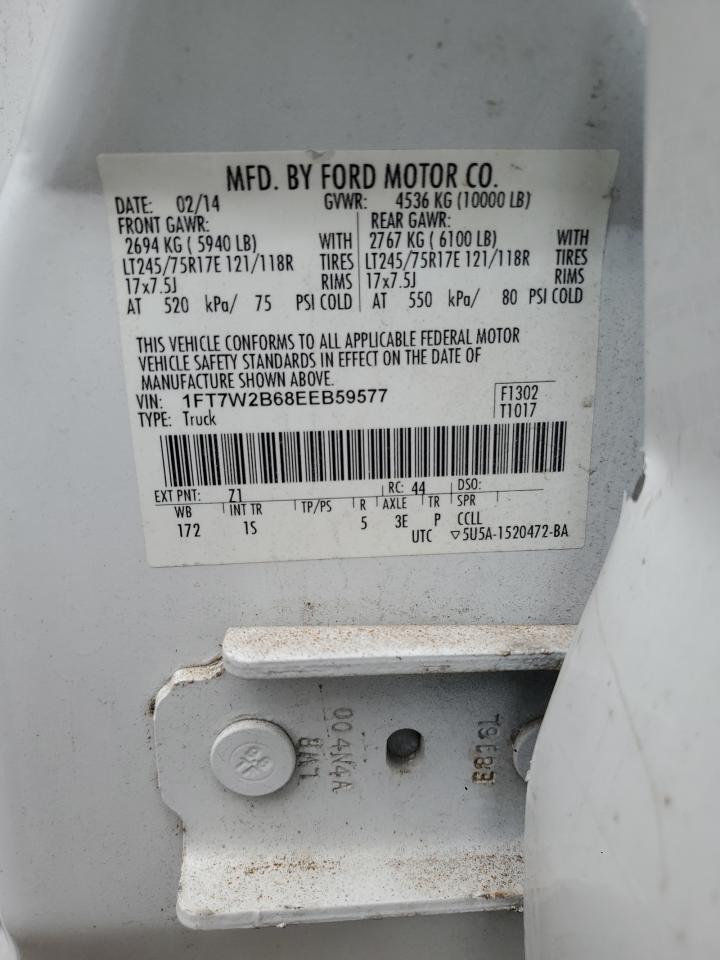 MFD. BY FORD MOTOR CO.
DATE: 02/14 GVWR: 4536 KG (10000 LB)
FRONT GAWR: REAR GAWR:
2694 KG ( 5940 LB) WITH 2767 KG ( 6100 LB) WITH
LT245/75R17E 121/118R TIRES LT245/75R17E 121/118R TIRES
17x7.5J RIMS 17x7.5J RIMS
AT 520 kPa/ 75 PSI COLD AT 550 kPa/ 80 PSI COLD
THIS VEHICLE CONFORMS TO ALL APPLICABLE FEDERAL MOTOR
VEHICLE SAFETY STANDARDS IN EFFECT ON THE DATE OF
MANUFACTURE SHOWN ABOVE.
VIN: 1FT7W2B68EEB59577 F1302
TYPE: Truck T1017
EXT PNT: Z1 RC: 44 DSO:
WB INT TR TP/PS R AXLE TR SPR
172 1S 5 3E P CCLL
UTC ▽5U5A-1520472-BA
004N4A